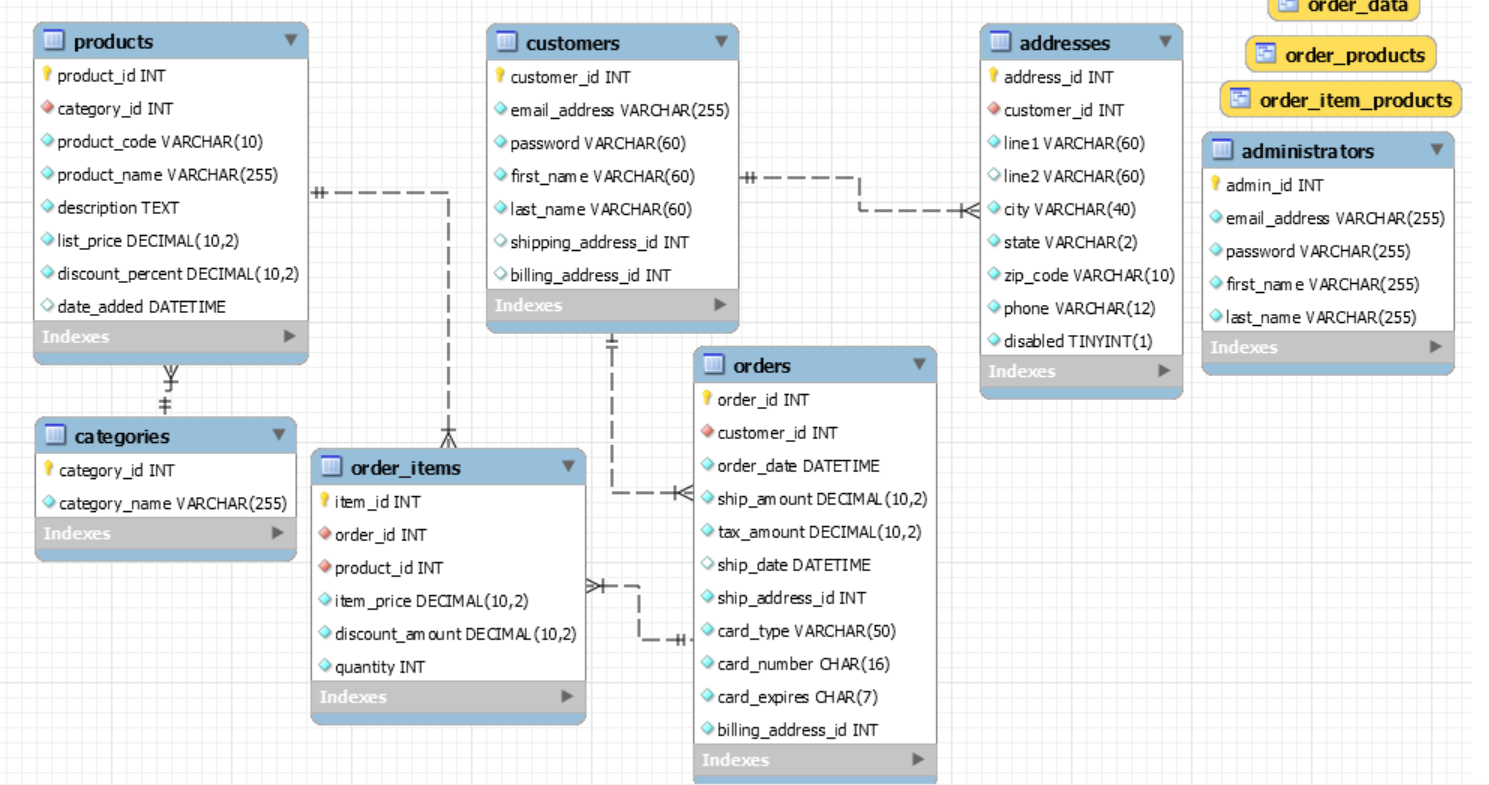 products
product_id INT
category_id INT
product_code VARCHAR(10)
product_name VARCHAR(255)
description TEXT
list_price DECIMAL(10,2)
discount_percent DECIMAL(10,2)
date_added DATETIME
Indexes
categories
category_id INT
category_name VARCHAR(255)
Indexes
customers
customer_id INT
email_address VARCHAR(255)
password VARCHAR(60)
first_name VARCHAR(60)
last_name VARCHAR(60)
shipping_address_id INT
billing_address_id INT
Indexes
order_items
item_id INT
order_id INT
product_id INT
item_price DECIMAL(10,2)
discount_amount DECIMAL(10,2)
quantity INT
Indexes
orders
order_id INT
customer_id INT
order_date DATETIME
ship_amount DECIMAL(10,2)
tax_amount DECIMAL(10,2)
ship_date DATETIME
ship_address_id INT
card_type VARCHAR(50)
card_number CHAR(16)
card_expires CHAR(7)
billing_address_id INT
Indexes
addresses
address_id INT
customer_id INT
line1 VARCHAR(60)
line2 VARCHAR(60)
city VARCHAR(40)
state VARCHAR(2)
zip_code VARCHAR(10)
phone VARCHAR(12)
disabled TINYINT(1)
Indexes
order_data
order_products
order_item_products
administrators
admin_id INT
email_address VARCHAR(255)
password VARCHAR(255)
first_name VARCHAR(255)
last_name VARCHAR(255)
Indexes